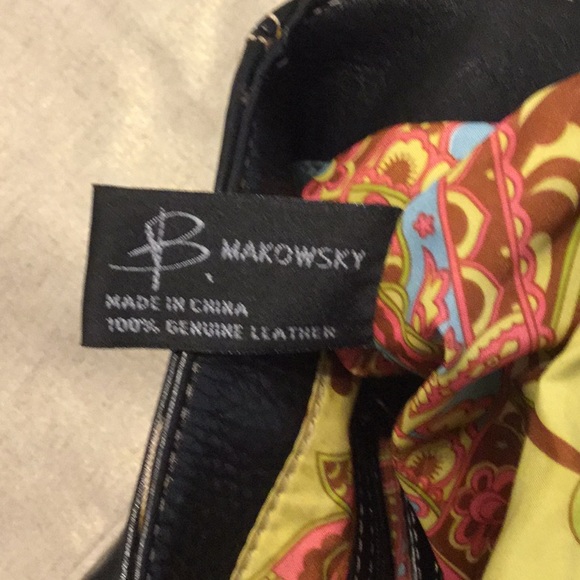 B. MAKOWSKY
MADE IN CHINA
100% GENUINE LEATHER